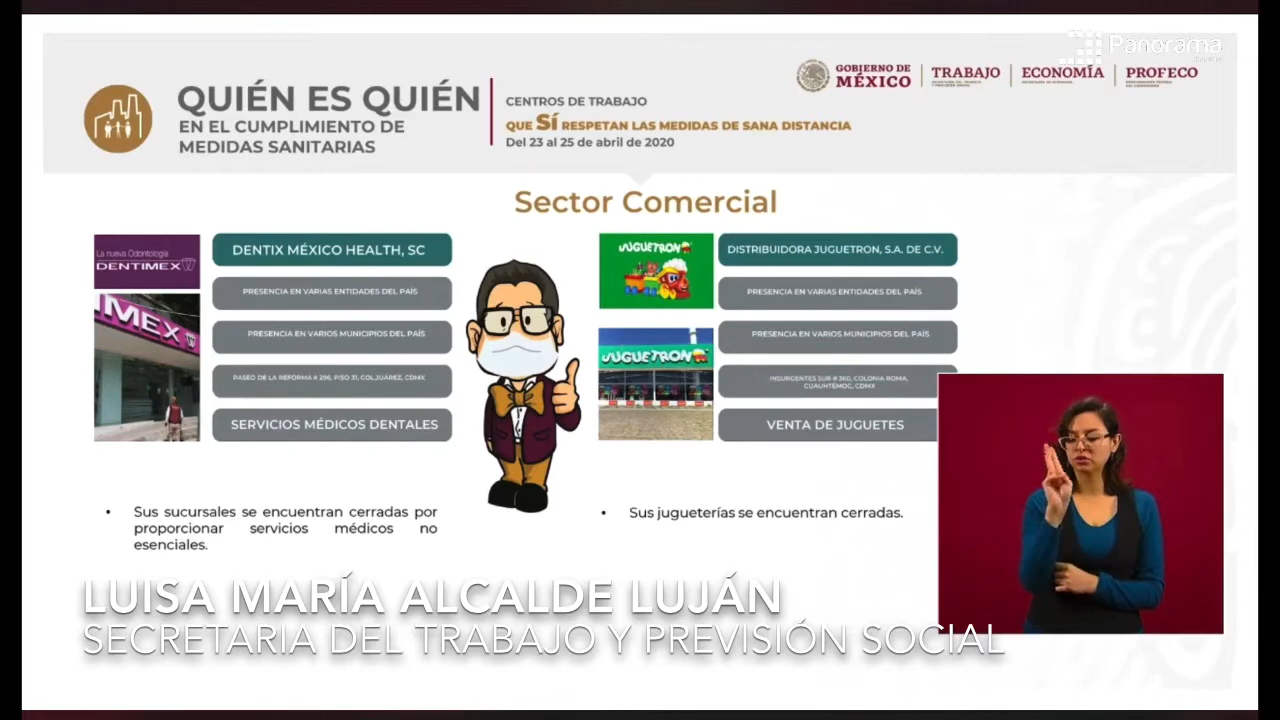 Panorama
GOBIERNO DE
MÉXICO
TRABAJO
ECONOMÍA
PROFECO
QUIÉN ES QUIÉN
EN EL CUMPLIMIENTO DE
MEDIDAS SANITARIAS
CENTROS DE TRABAJO
QUE SÍ RESPETAN LAS MEDIDAS DE SANA DISTANCIA
Del 23 al 25 de abril de 2020
Sector Comercial
La nueva Odontología
DENTIMEX
IMEX
DENTIX MÉXICO HEALTH, SC
PRESENCIA EN VARIAS ENTIDADES DEL PAÍS
PRESENCIA EN VARIOS MUNICIPIOS DEL PAÍS
PASEO DE LA REFORMA # 296, PISO 31, COL.JUÁREZ, CDMX
SERVICIOS MÉDICOS DENTALES
Sus sucursales se encuentran cerradas por
proporcionar servicios médicos no
esenciales.
JUGUETRON
JUGUETRON
DISTRIBUIDORA JUGUETRON, S.A. DE C.V.
PRESENCIA EN VARIAS ENTIDADES DEL PAÍS
PRESENCIA EN VARIOS MUNICIPIOS DEL PAÍS
INSURGENTES SUR # 360, COLONIA ROMA,
CUAUHTÉMOC, CDMX
VENTA DE JUGUETES
Sus jugueterías se encuentran cerradas.
LUISA MARÍA ALCALDE LUJÁN
SECRETARIA DEL TRABAJO Y PREVISIÓN SOCIAL